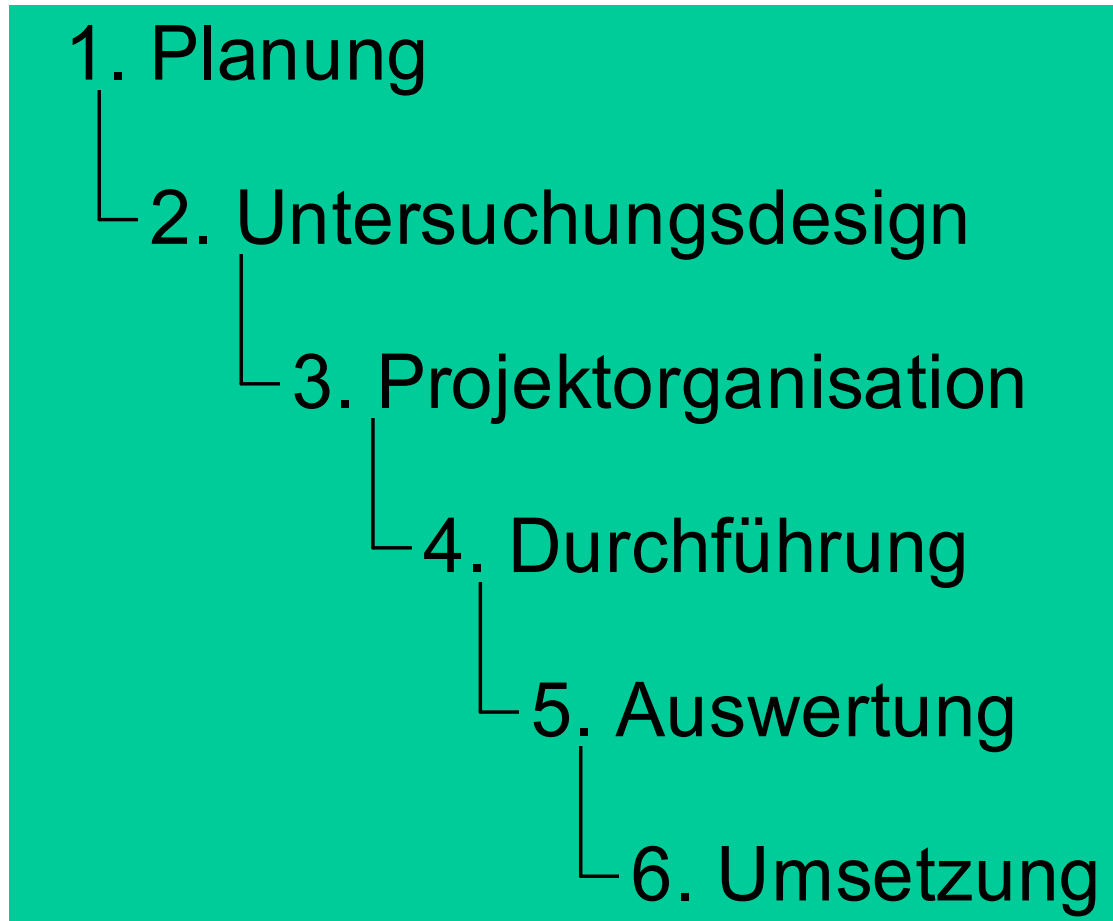 1. Planung
2. Untersuchungsdesign
3. Projektorganisation
4. Durchführung
5. Auswertung
6. Umsetzung